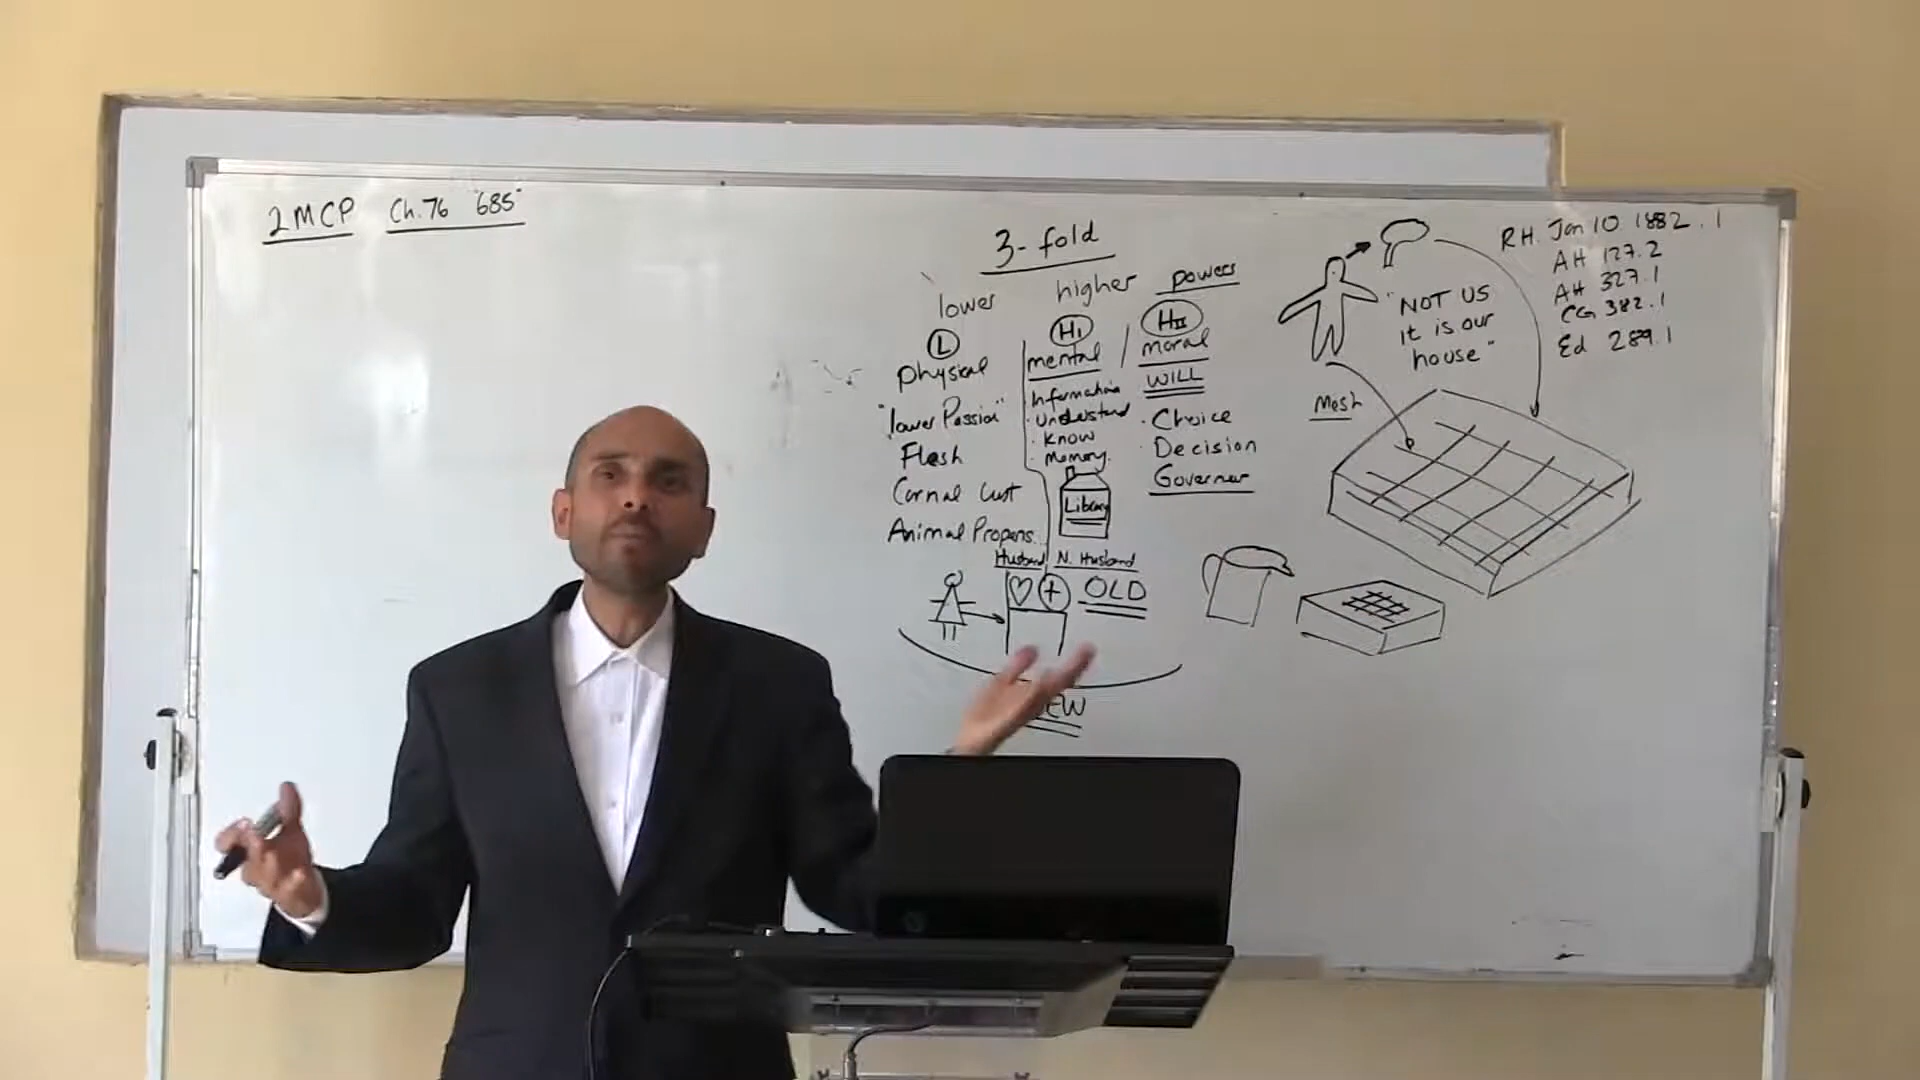 2MCP Ch.76 "685"
3-fold
lower higher powers
L
physical
"lower Passion"
Flesh
Carnal Lust
Animal Propens..
H1
mental
· Information
· Understand
· Know
· Memory.
Library
HII
moral
WILL
· Choice
· Decision
Governor
Husband N. Husband
OLD
"NOT US
it is our
house"
Mesh
RH. Jan 10 1882.1
AH 127.2
AH 327.1
CG 382.1
Ed 289.1